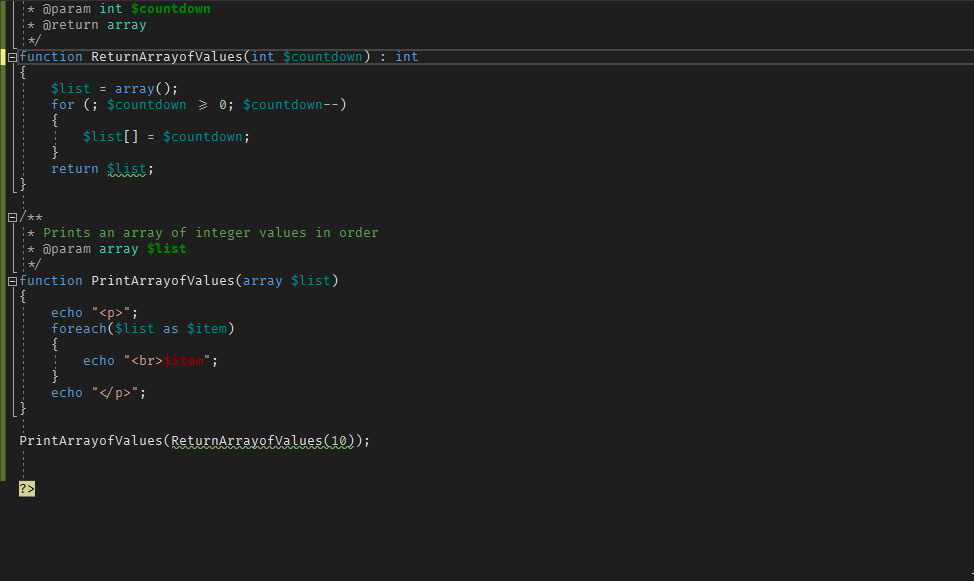 * @param int $countdown
* @return array
*/
function ReturnArrayofValues(int $countdown) : int
{
$list = array();
for (; $countdown >= 0; $countdown--)
{
$list[] = $countdown;
}
return $list;
}
/**
* Prints an array of integer values in order
* @param array $list
*/
function PrintArrayofValues(array $list)
{
echo "<p>";
foreach($list as $item)
{
echo "<br>$item";
}
echo "</p>";
}
PrintArrayofValues(ReturnArrayofValues(10));
?>